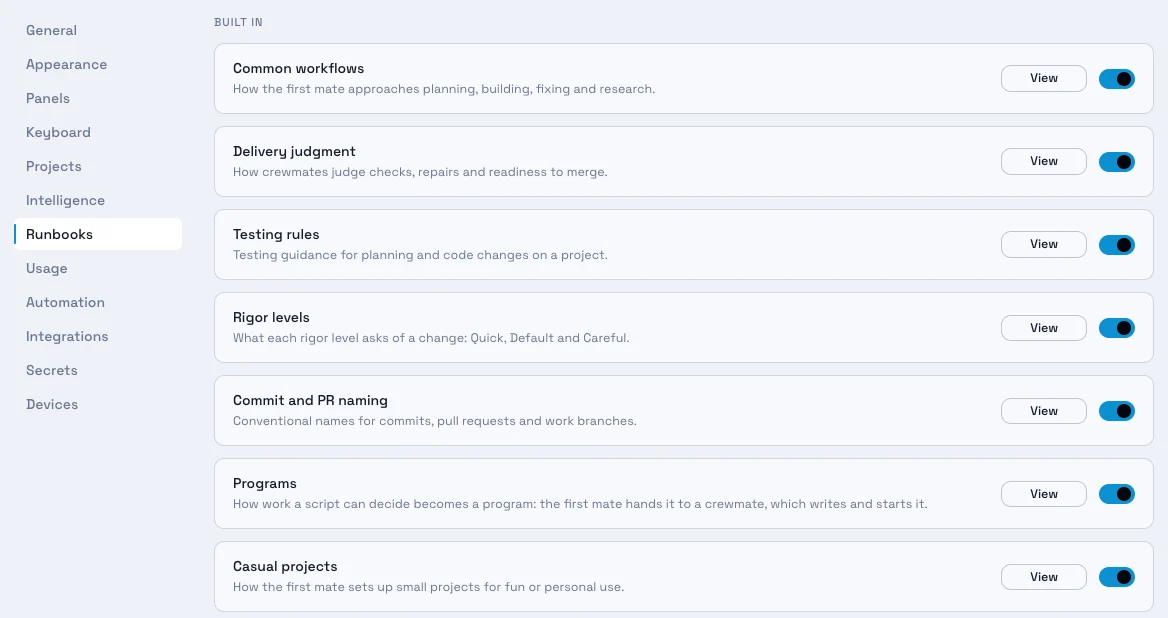 General
Appearance
Panels
Keyboard
Projects
Intelligence
Runbooks
Usage
Automation
Integrations
Secrets
Devices
BUILT IN
Common workflows
How the first mate approaches planning, building, fixing and research.
View
Delivery judgment
How crewmates judge checks, repairs and readiness to merge.
View
Testing rules
Testing guidance for planning and code changes on a project.
View
Rigor levels
What each rigor level asks of a change: Quick, Default and Careful.
View
Commit and PR naming
Conventional names for commits, pull requests and work branches.
View
Programs
How work a script can decide becomes a program: the first mate hands it to a crewmate, which writes and starts it.
View
Casual projects
How the first mate sets up small projects for fun or personal use.
View